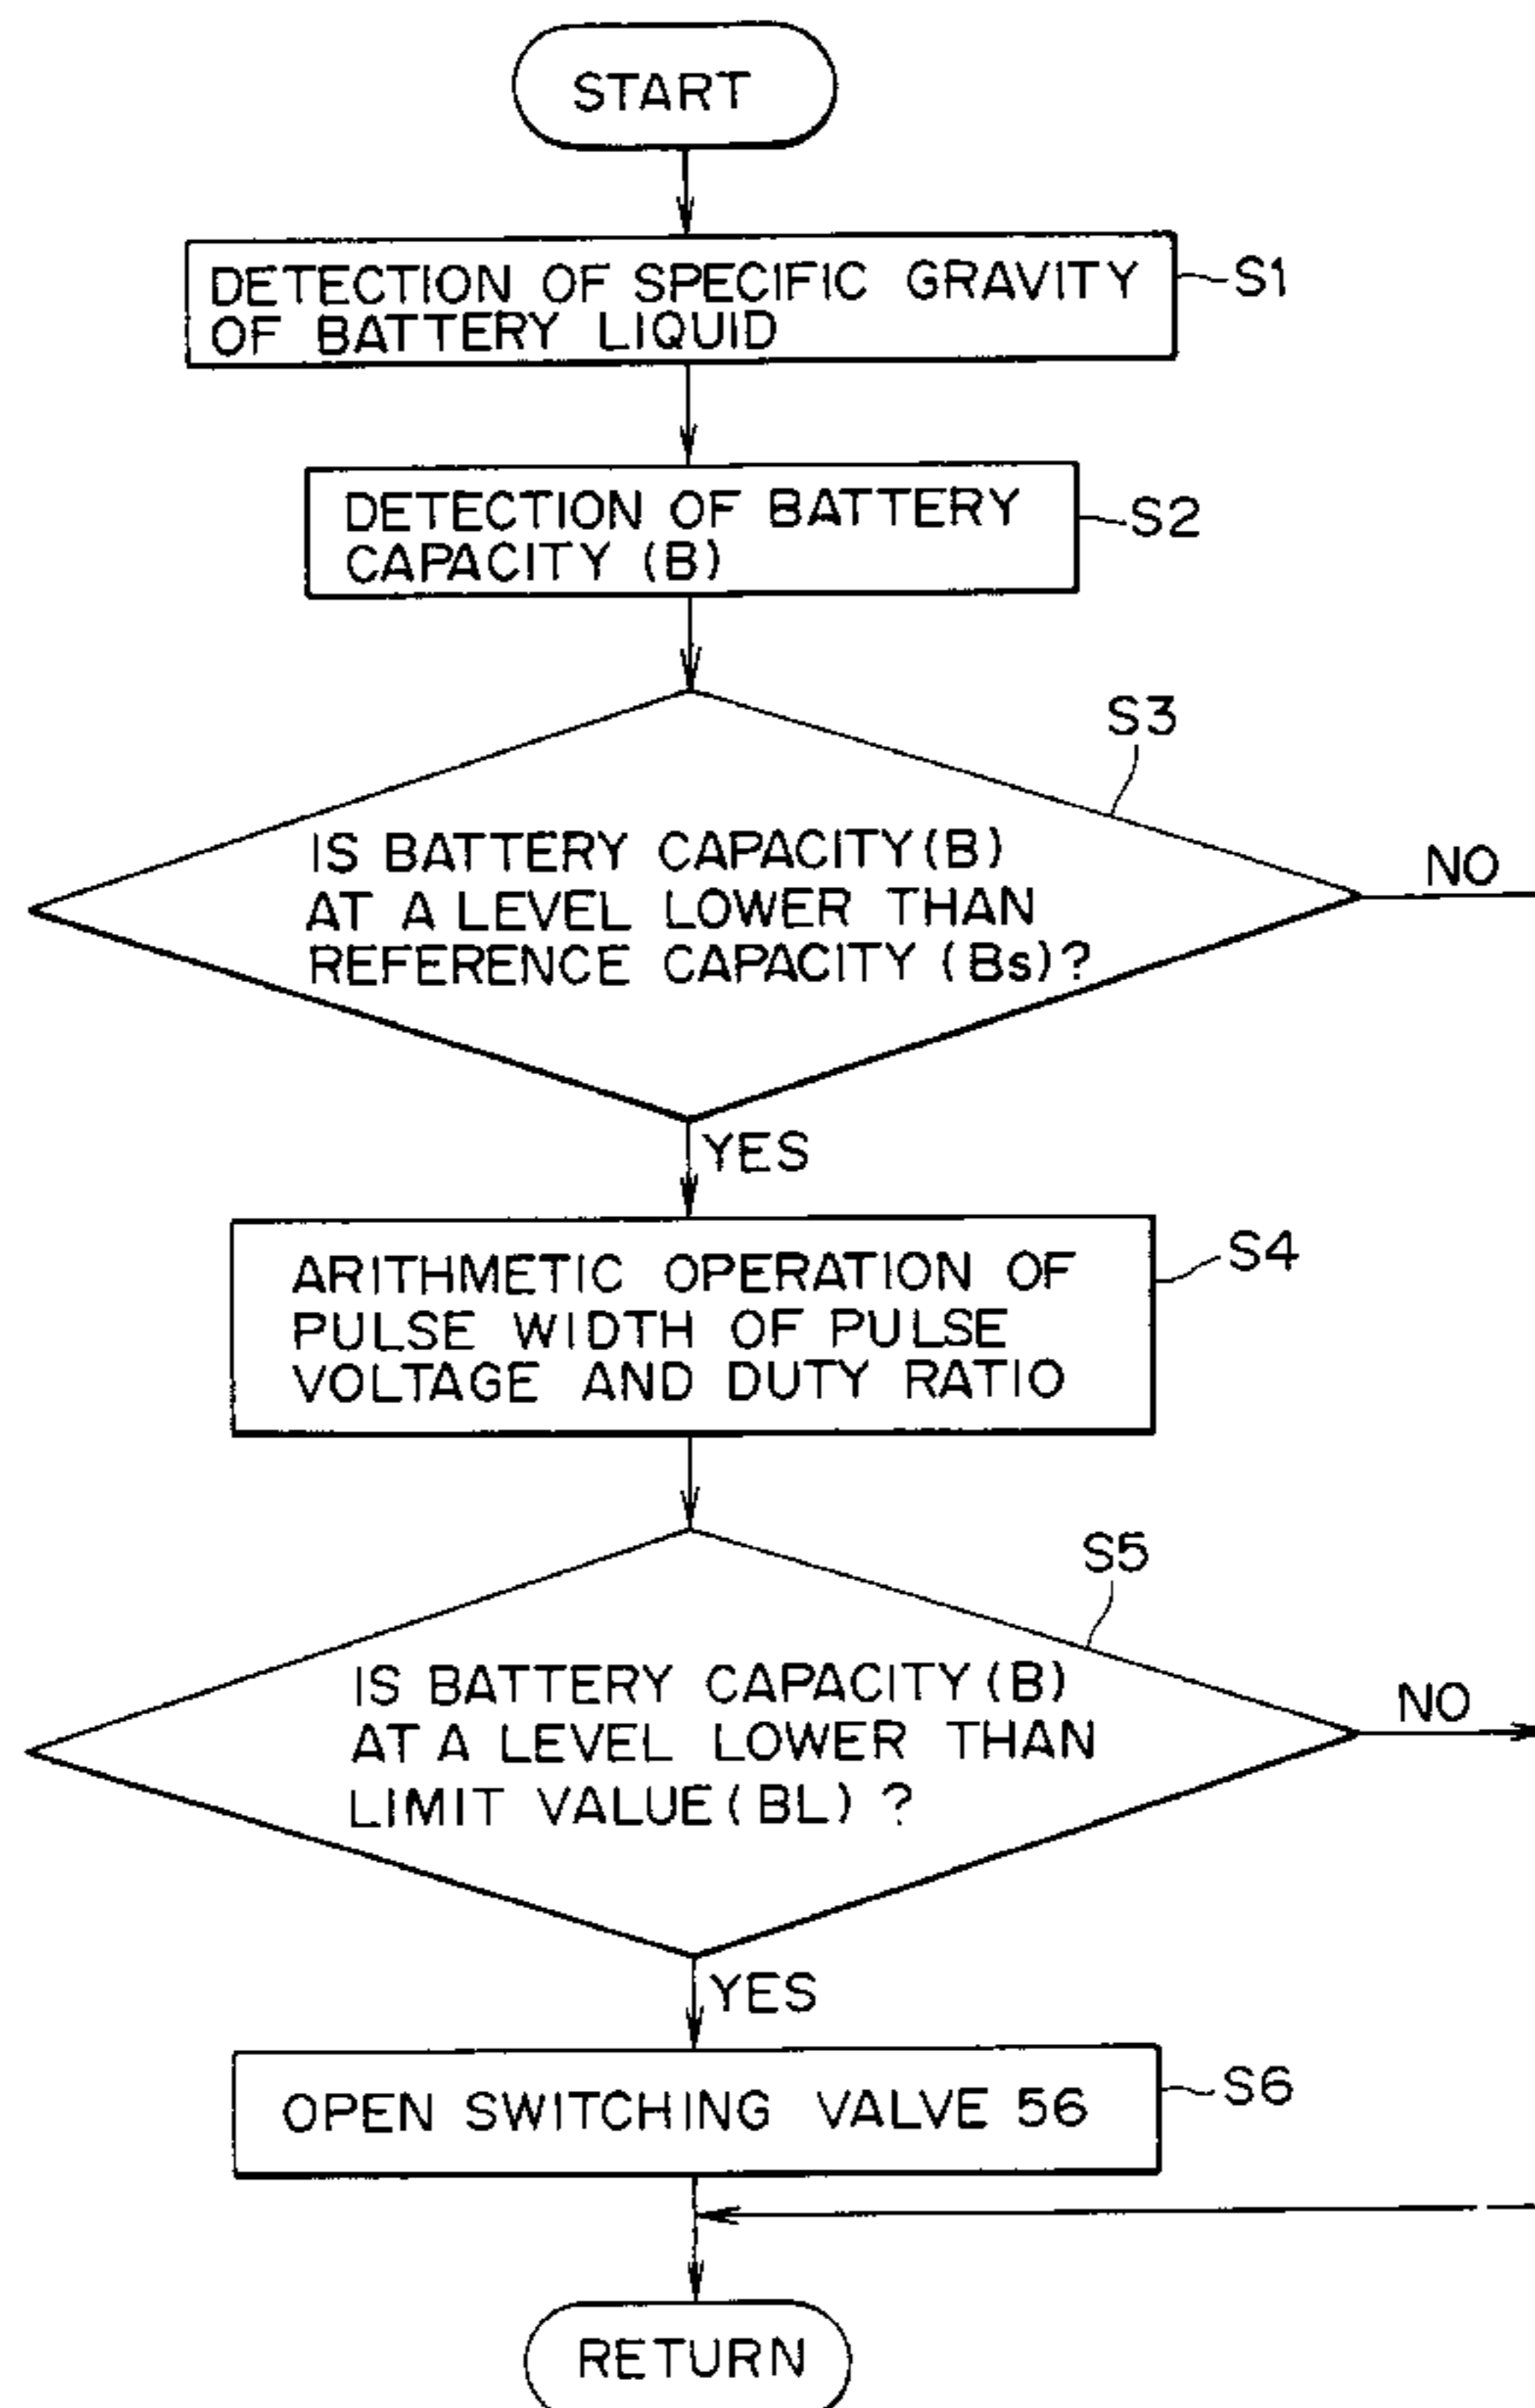 START
DETECTION OF SPECIFIC GRAVITY
OF BATTERY LIQUID
S1
DETECTION OF BATTERY
CAPACITY (B)
S2
S3
IS BATTERY CAPACITY (B)
AT A LEVEL LOWER THAN
REFERENCE CAPACITY (Bs)?
NO
YES
ARITHMETIC OPERATION OF
PULSE WIDTH OF PULSE
VOLTAGE AND DUTY RATIO
S4
S5
IS BATTERY CAPACITY (B)
AT A LEVEL LOWER THAN
LIMIT VALUE (BL) ?
NO
YES
OPEN SWITCHING VALVE 56
S6
RETURN